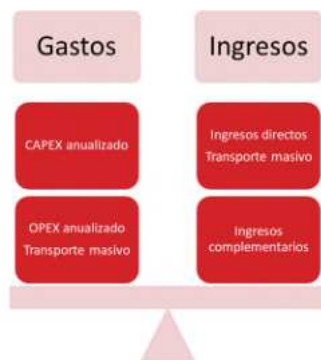 Gastos
Ingresos
CAPEX anualizado
Ingresos directos
Transporte masivo
OPEX anualizado
Transporte masivo
Ingresos
complementarios